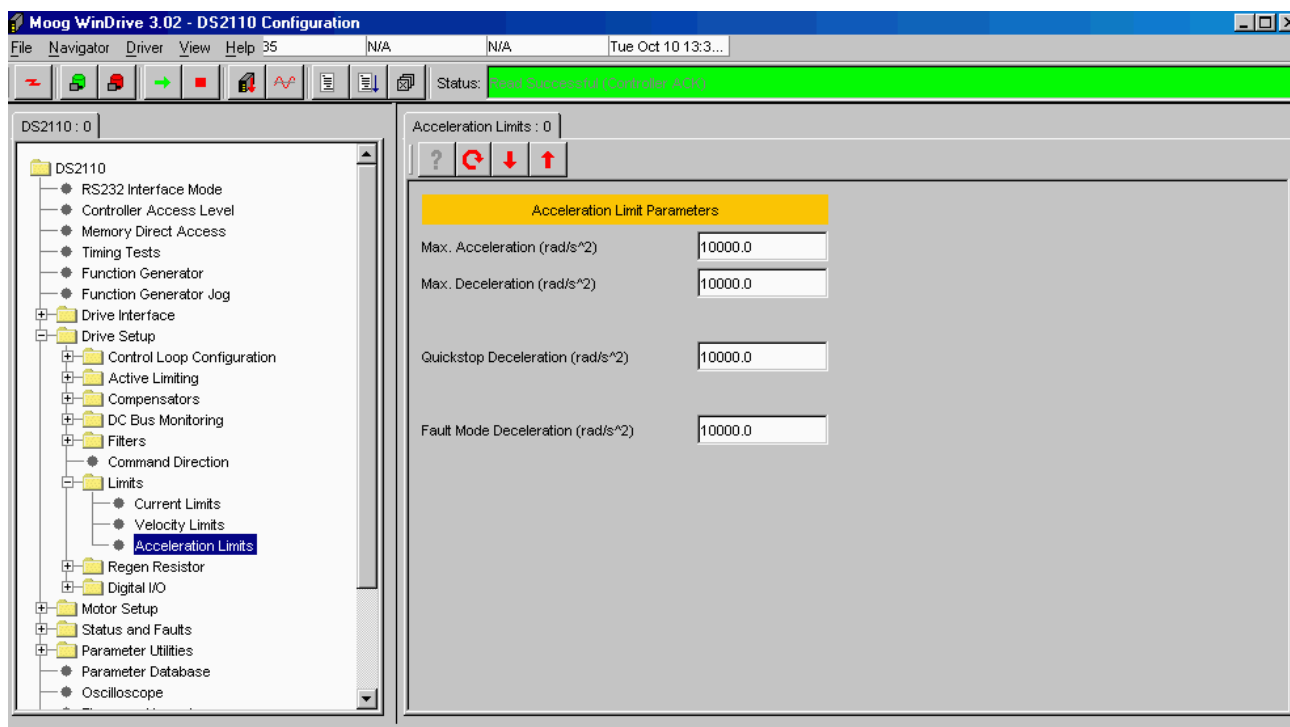 Moog WinDrive 3.02 - DS2110 Configuration
File Navigator Driver View Help 35 N/A N/A Tue Oct 10 13:3...
Status: Read Successful (Controller ACK)
DS2110 : 0
DS2110
RS232 Interface Mode
Controller Access Level
Memory Direct Access
Timing Tests
Function Generator
Function Generator Jog
Drive Interface
Drive Setup
Control Loop Configuration
Active Limiting
Compensators
DC Bus Monitoring
Filters
Command Direction
Limits
Current Limits
Velocity Limits
Acceleration Limits
Regen Resistor
Digital I/O
Motor Setup
Status and Faults
Parameter Utilities
Parameter Database
Oscilloscope
Acceleration Limits : 0
?
Acceleration Limit Parameters
Max. Acceleration (rad/s^2) 10000.0
Max. Deceleration (rad/s^2) 10000.0
Quickstop Deceleration (rad/s^2) 10000.0
Fault Mode Deceleration (rad/s^2) 10000.0